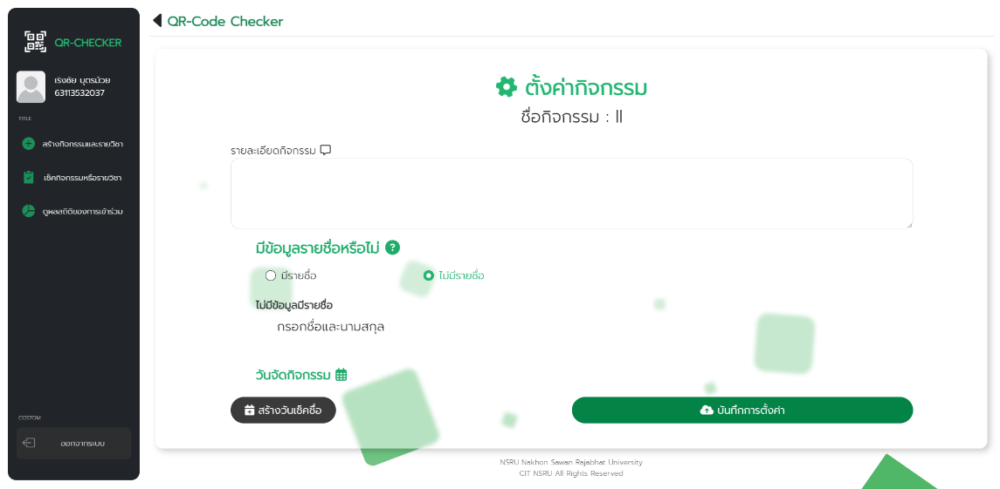 QR-Code Checker
QR-CHECKER
เริงชัย บุตรม้วย
63113532037
TITLE
สร้างกิจกรรมและรายวิชา
เช็คกิจกรรมหรือรายวิชา
ดูผลสถิติของการเข้าร่วม
COSTOM
ออกจากระบบ
ตั้งค่ากิจกรรม
ชื่อกิจกรรม : ll
รายละเอียดกิจกรรม
มีข้อมูลรายชื่อหรือไม่
มีรายชื่อ
ไม่มีรายชื่อ
ไม่มีข้อมูลมีรายชื่อ
กรอกชื่อและนามสกุล
วันจัดกิจกรรม
สร้างวันเช็คชื่อ
บันทึกการตั้งค่า
NSRU Nakhon Sawan Rajabhat University
CIT NSRU All Rights Reserved